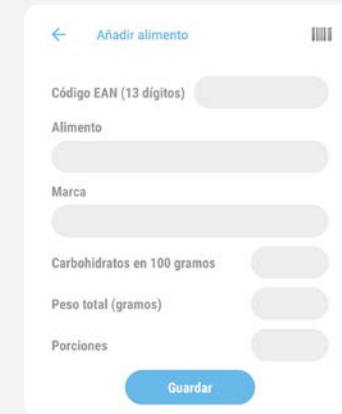 Añadir alimento
Código EAN (13 dígitos)
Alimento
Marca
Carbohidratos en 100 gramos
Peso total (gramos)
Porciones
Guardar